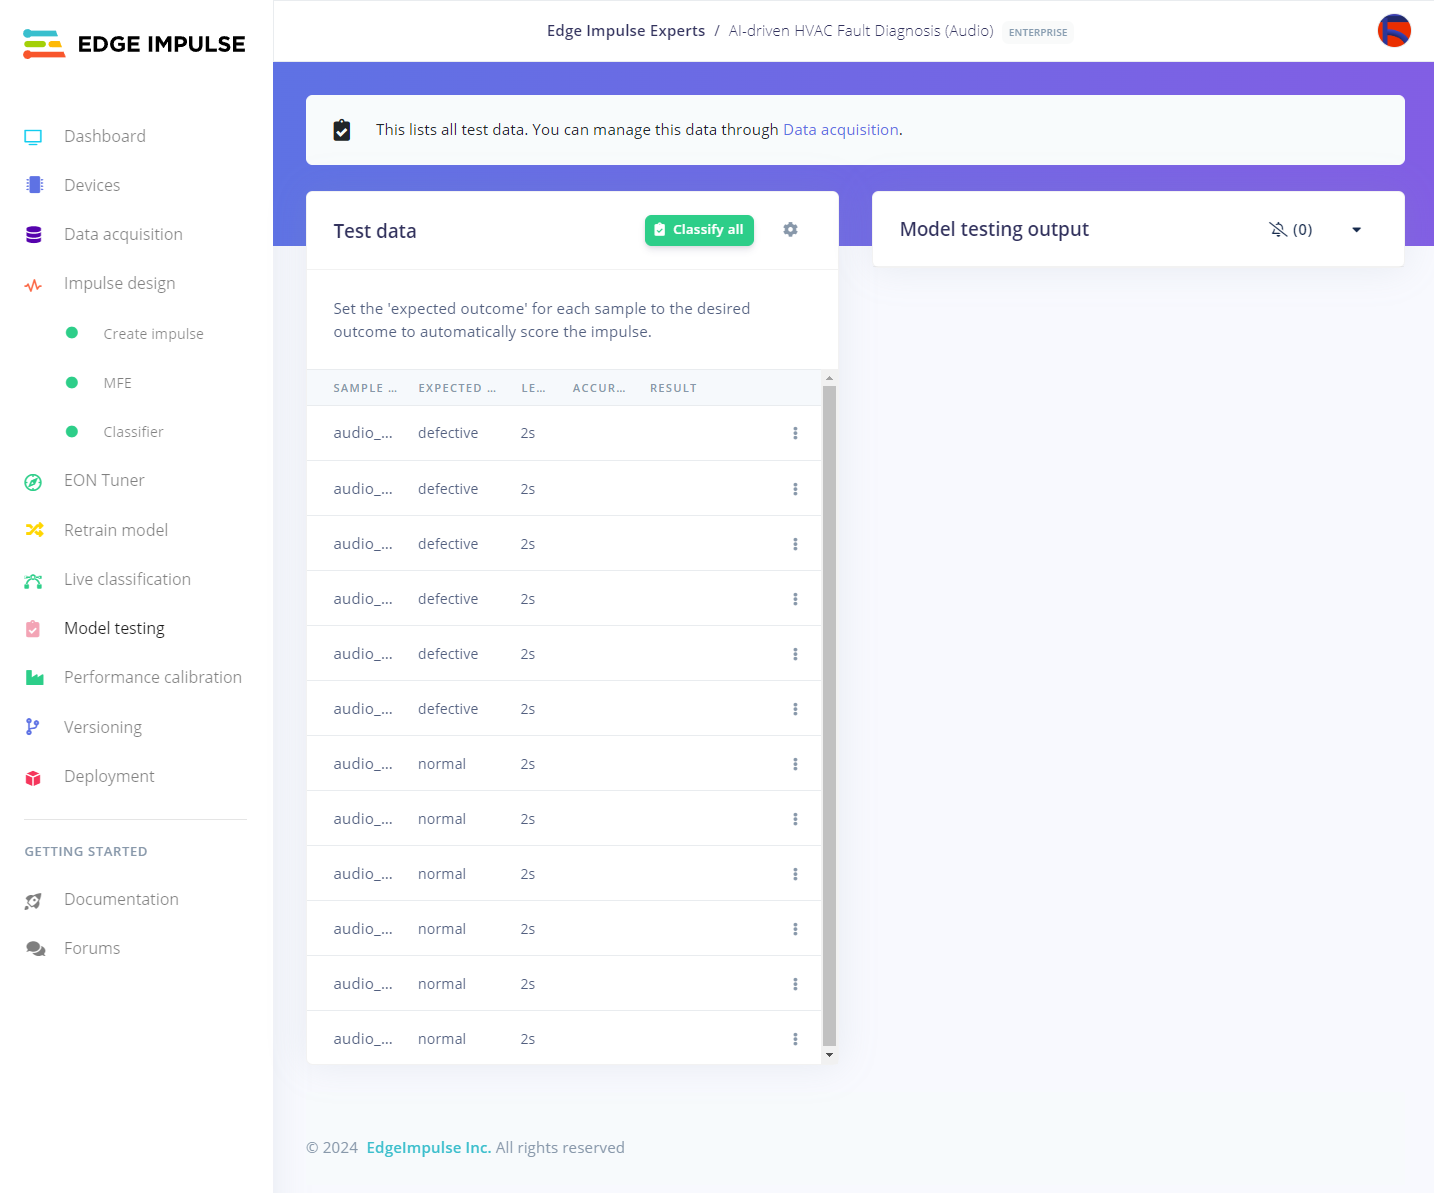 EDGE IMPULSE
Edge Impulse Experts / AI-driven HVAC Fault Diagnosis (Audio) ENTERPRISE
Dashboard
Devices
Data acquisition
Impulse design
Create impulse
MFE
Classifier
EON Tuner
Retrain model
Live classification
Model testing
Performance calibration
Versioning
Deployment
GETTING STARTED
Documentation
Forums
This lists all test data. You can manage this data through Data acquisition.
Test data
Classify all
Set the 'expected outcome' for each sample to the desired
outcome to automatically score the impulse.
SAMPLE ... EXPECTED ... LE... ACCUR... RESULT
audio_... defective 2s
audio_... defective 2s
audio_... defective 2s
audio_... defective 2s
audio_... defective 2s
audio_... defective 2s
audio_... normal 2s
audio_... normal 2s
audio_... normal 2s
audio_... normal 2s
audio_... normal 2s
audio_... normal 2s
Model testing output (0)
© 2024 EdgeImpulse Inc. All rights reserved